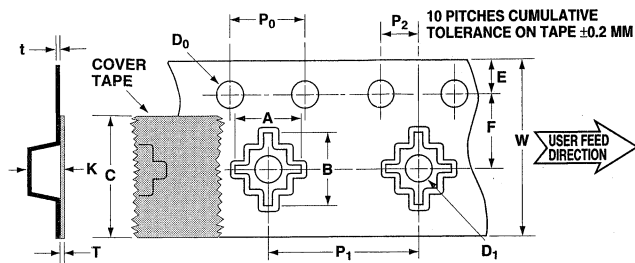 10 PITCHES CUMULATIVE
TOLERANCE ON TAPE ±0.2 MM
P0
P2
D0
t
COVER
TAPE
E
A
F
W
USER FEED
DIRECTION
K
C
B
T
P1
D1